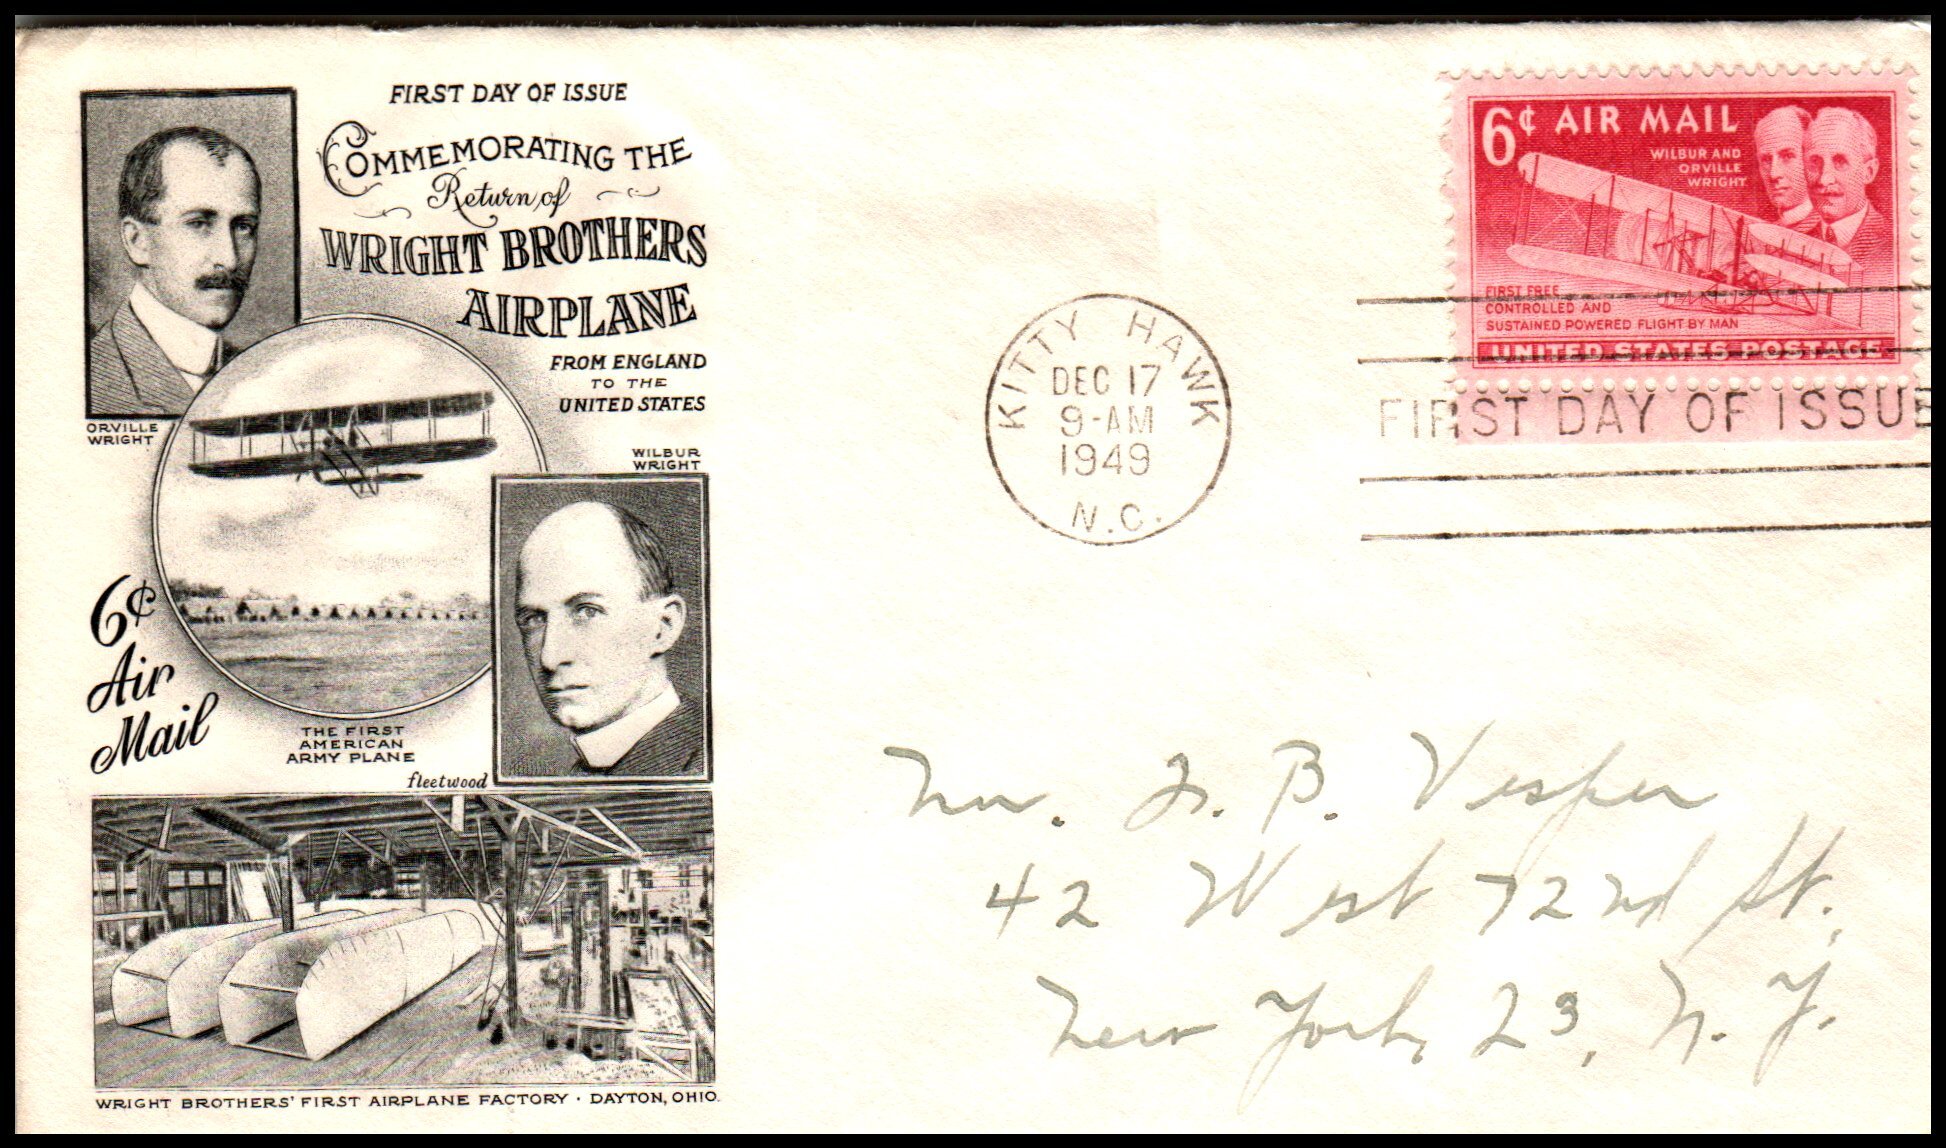 FIRST DAY OF ISSUE
COMMEMORATING THE
Return of
WRIGHT BROTHERS
AIRPLANE
FROM ENGLAND
TO THE
UNITED STATES
ORVILLE
WRIGHT
WILBUR
WRIGHT
6¢
Air
Mail
THE FIRST
AMERICAN
ARMY PLANE
fleetwood
WRIGHT BROTHERS' FIRST AIRPLANE FACTORY · DAYTON, OHIO.
KITTY HAWK
DEC 17
9-AM
1949
N.C.
6¢ AIR MAIL
WILBUR AND
ORVILLE
WRIGHT
FIRST FREE
CONTROLLED AND
SUSTAINED POWERED FLIGHT BY MAN
UNITED STATES POSTAGE
FIRST DAY OF ISSUE
B. Vesper
42 West 72nd St.
New York, 23, N.Y.